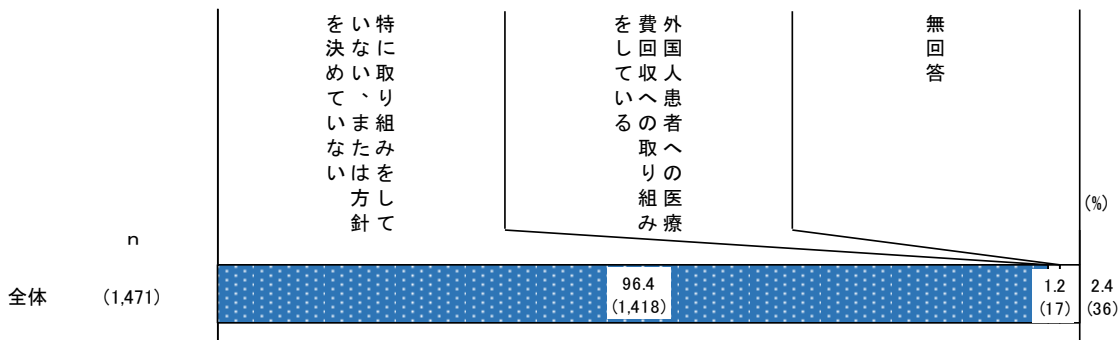 特に取り組みをして
いない、または方針
を決めていない
外国人患者への医療
費回収への取り組み
をしている
無回答
(%)
n
全体
(1,471)
96.4
(1,418)
1.2
(17)
2.4
(36)